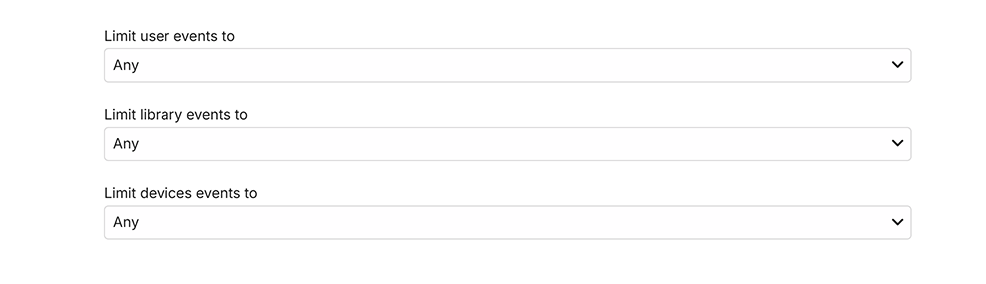 Limit user events to
Any
Limit library events to
Any
Limit devices events to
Any